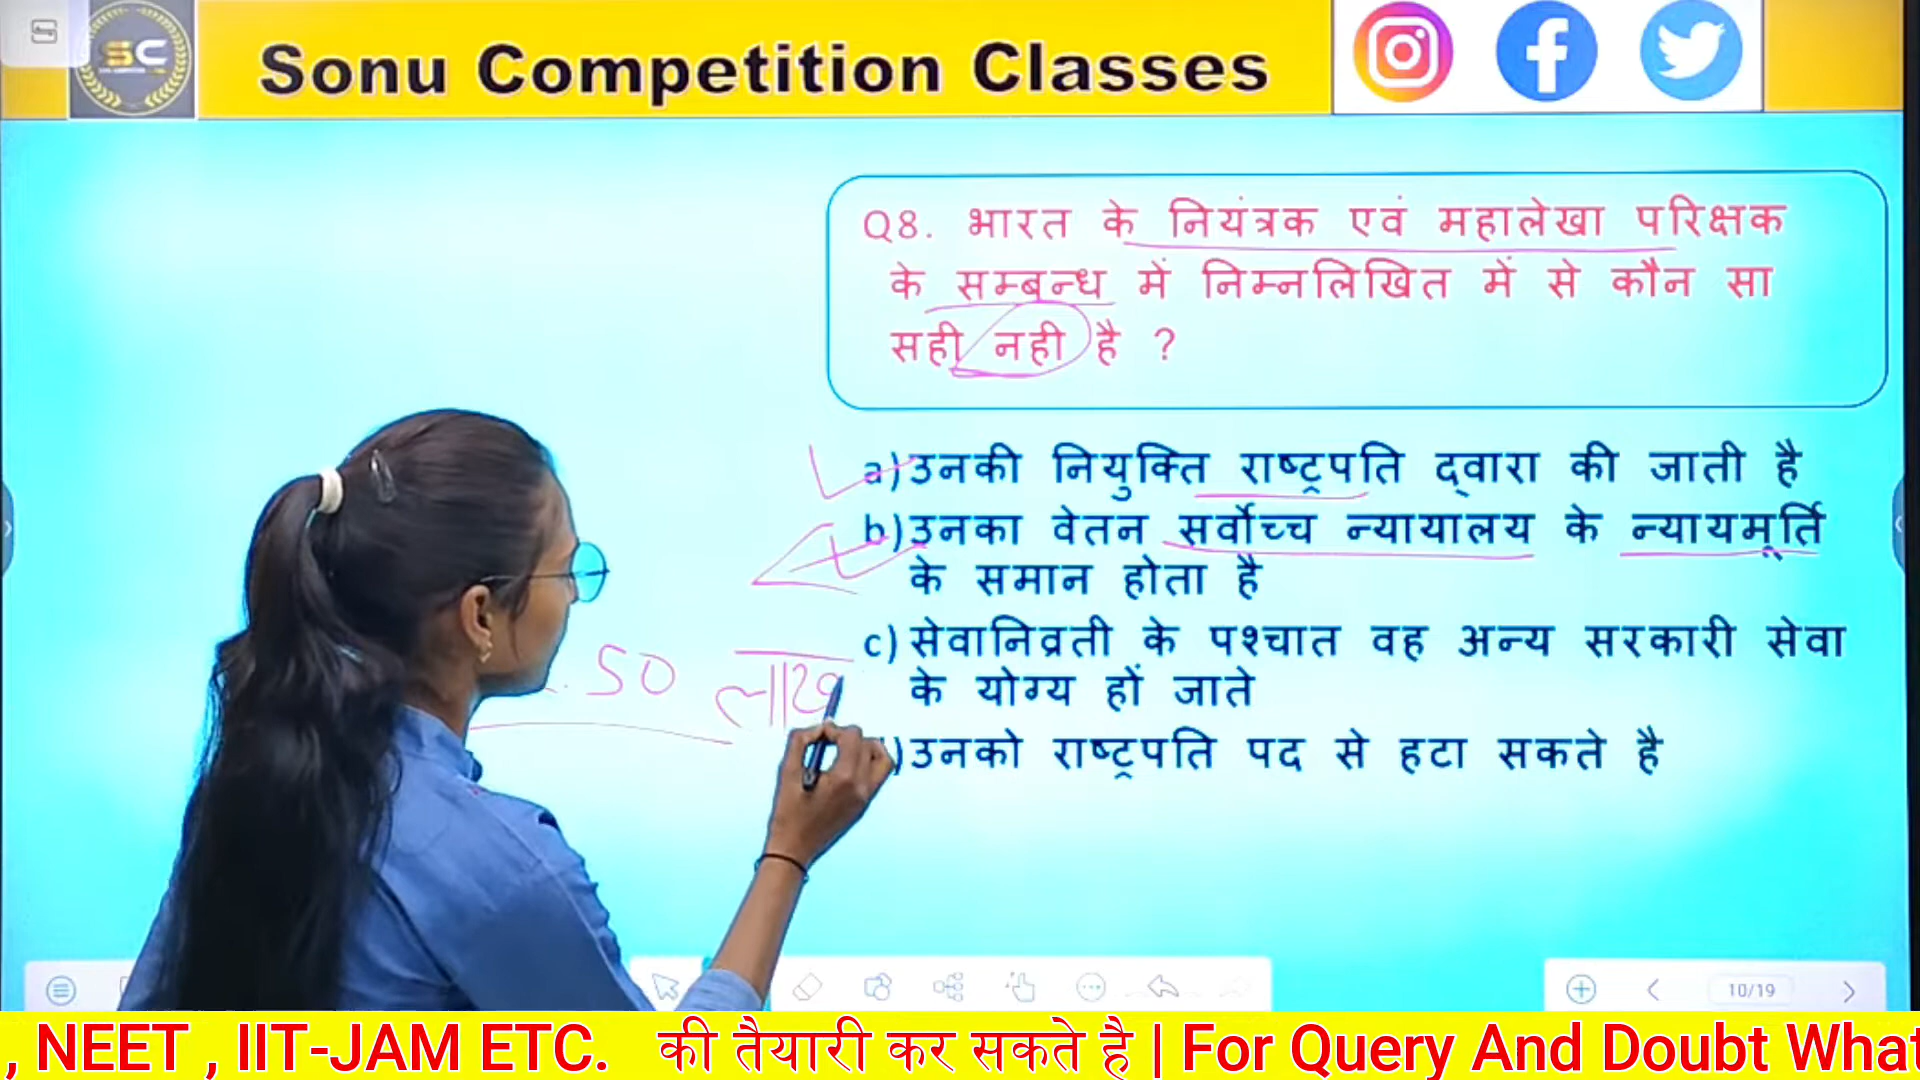 SC
Sonu Competition Classes
Q8. भारत के नियंत्रक एवं महालेखा परिक्षक
के सम्बन्ध में निम्नलिखित में से कौन सा
सही नही है ?
a)उनकी नियुक्ति राष्ट्रपति द्वारा की जाती है
b)उनका वेतन सर्वोच्च न्यायालय के न्यायमूर्ति
के समान होता है
c) सेवानिव्रती के पश्चात वह अन्य सरकारी सेवा
के योग्य हों जाते
)उनको राष्ट्रपति पद से हटा सकते है
. 50 लाख
10/19
, NEET , IIT-JAM ETC. की तैयारी कर सकते है | For Query And Doubt What